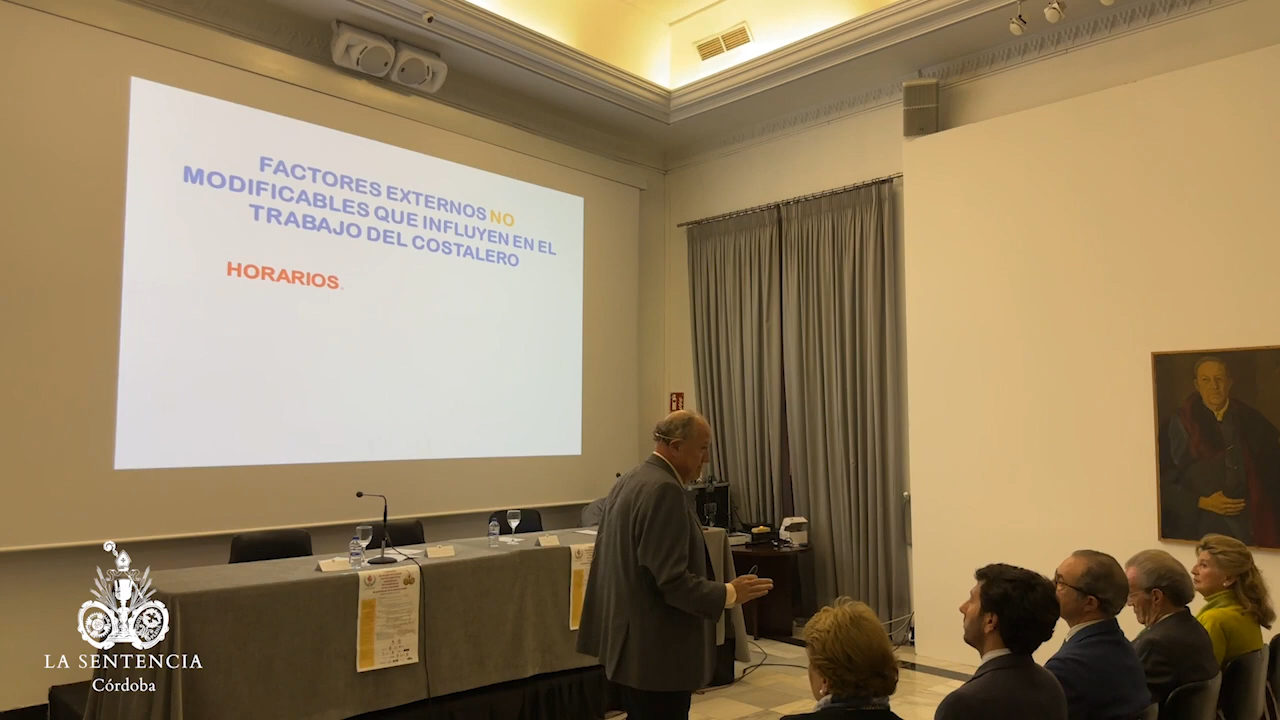 FACTORES EXTERNOS NO
MODIFICABLES QUE INFLUYEN EN EL
TRABAJO DEL COSTALERO
HORARIOS.
LA SENTENCIA
Córdoba